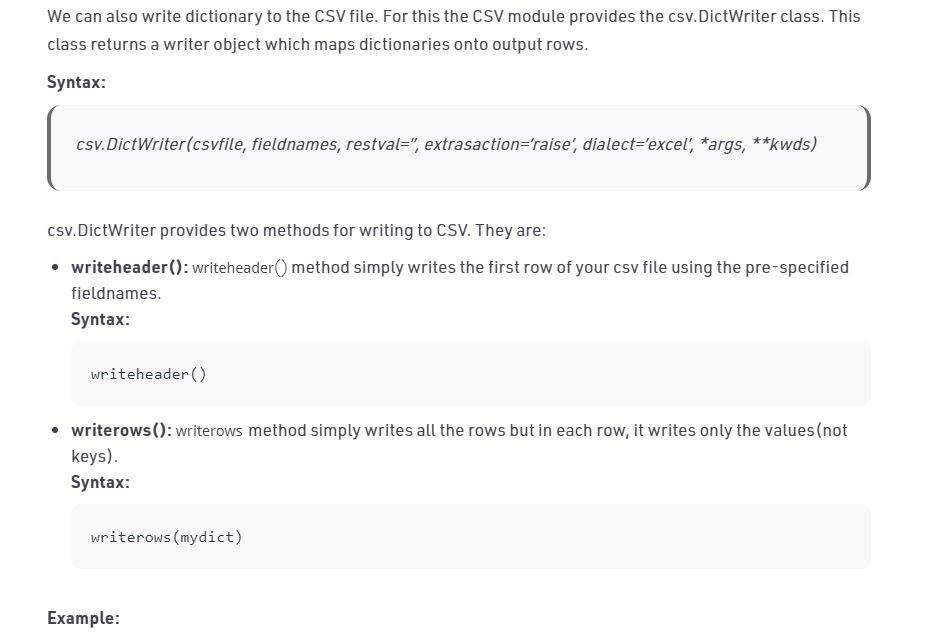 We can also write dictionary to the CSV file. For this the CSV module provides the csv.DictWriter class. This
class returns a writer object which maps dictionaries onto output rows.
Syntax:
csv.DictWriter(csvfile, fieldnames, restval=”, extrasaction=’raise’, dialect=’excel’, *args, **kwds)
csv.DictWriter provides two methods for writing to CSV. They are:
• writeheader(): writeheader() method simply writes the first row of your csv file using the pre-specified
fieldnames.
Syntax:
writeheader()
• writerows(): writerows method simply writes all the rows but in each row, it writes only the values(not
keys).
Syntax:
writerows(mydict)
Example: